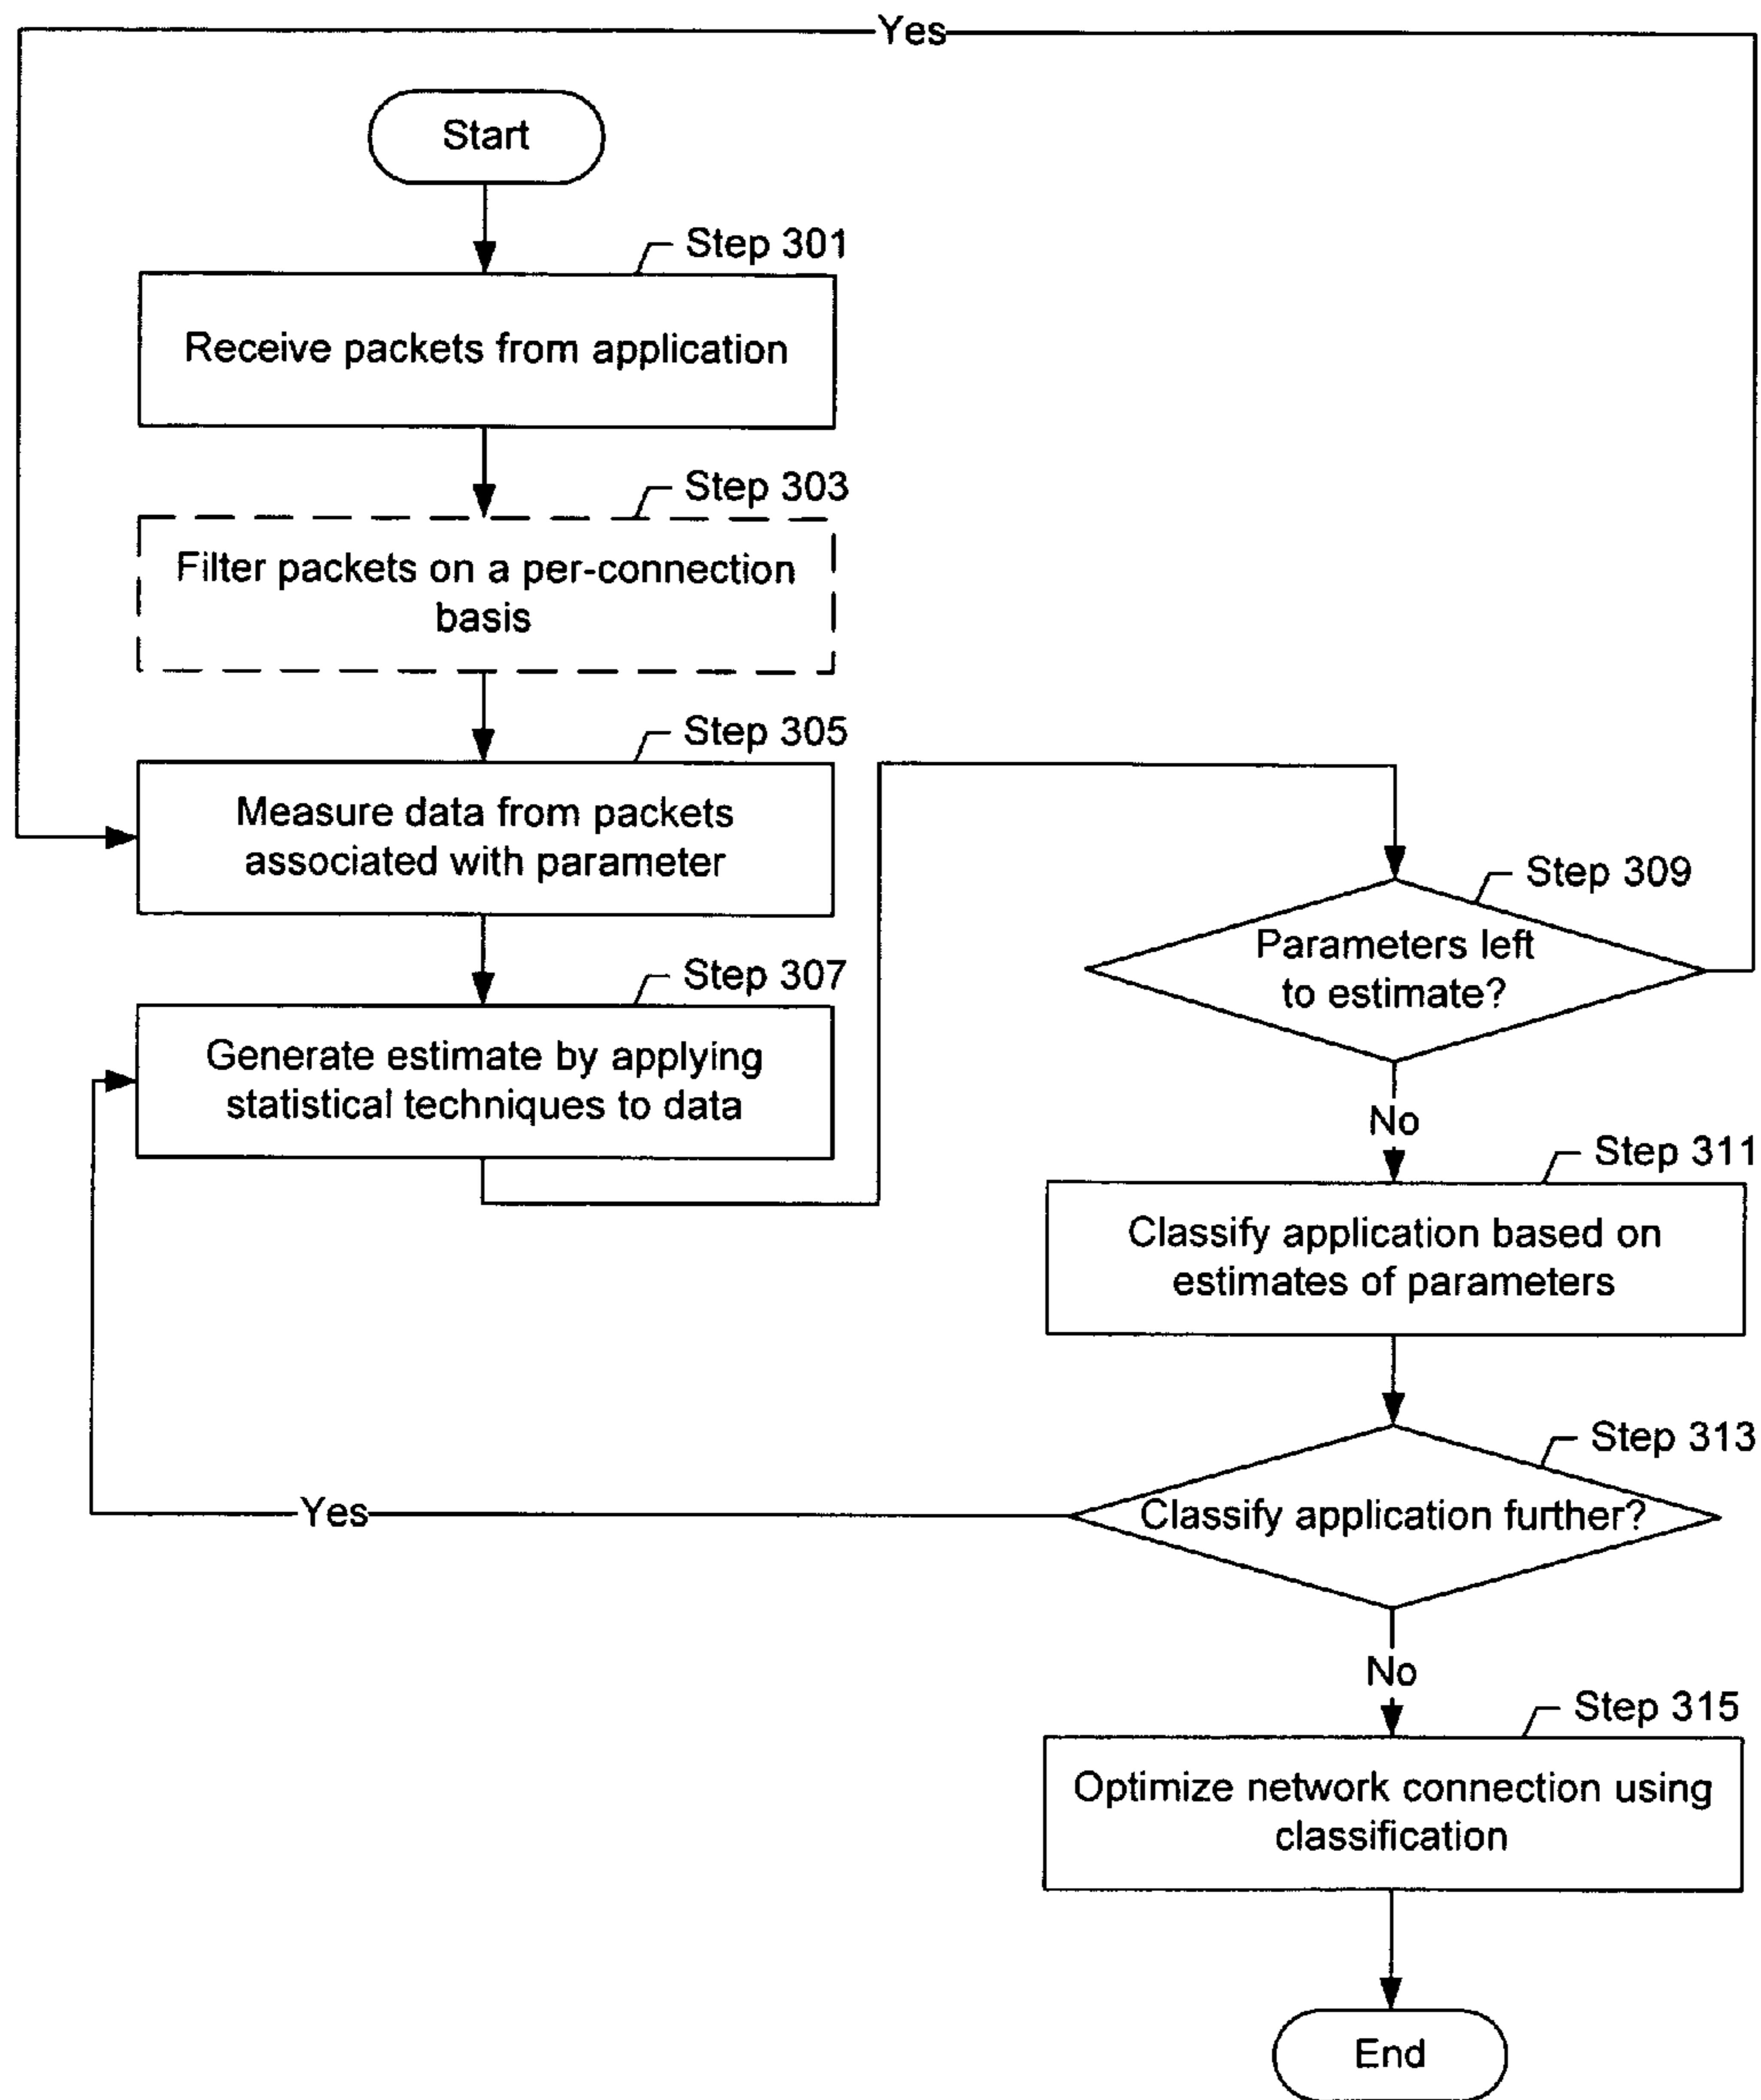 Yes
Start
Step 301
Receive packets from application
Step 303
Filter packets on a per-connection
basis
Step 305
Measure data from packets
associated with parameter
Step 307
Generate estimate by applying
statistical techniques to data
Step 309
Parameters left
to estimate?
No
Step 311
Classify application based on
estimates of parameters
Step 313
Classify application further?
Yes
No
Step 315
Optimize network connection using
classification
End